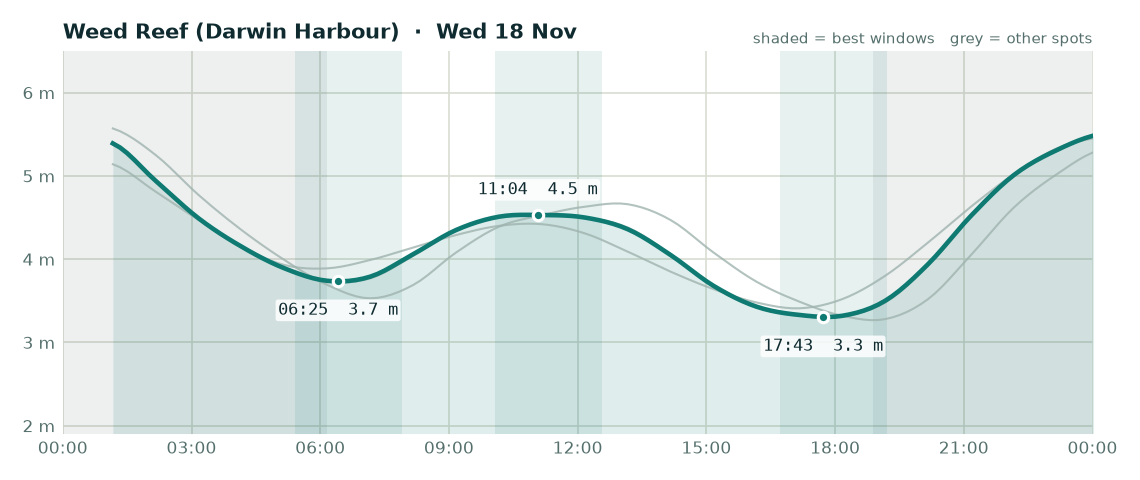 Weed Reef (Darwin Harbour) · Wed 18 Nov
shaded = best windows grey = other spots
6 m
5 m
4 m
3 m
2 m
11:04 4.5 m
06:25 3.7 m
17:43 3.3 m
00:00 03:00 06:00 09:00 12:00 15:00 18:00 21:00 00:00